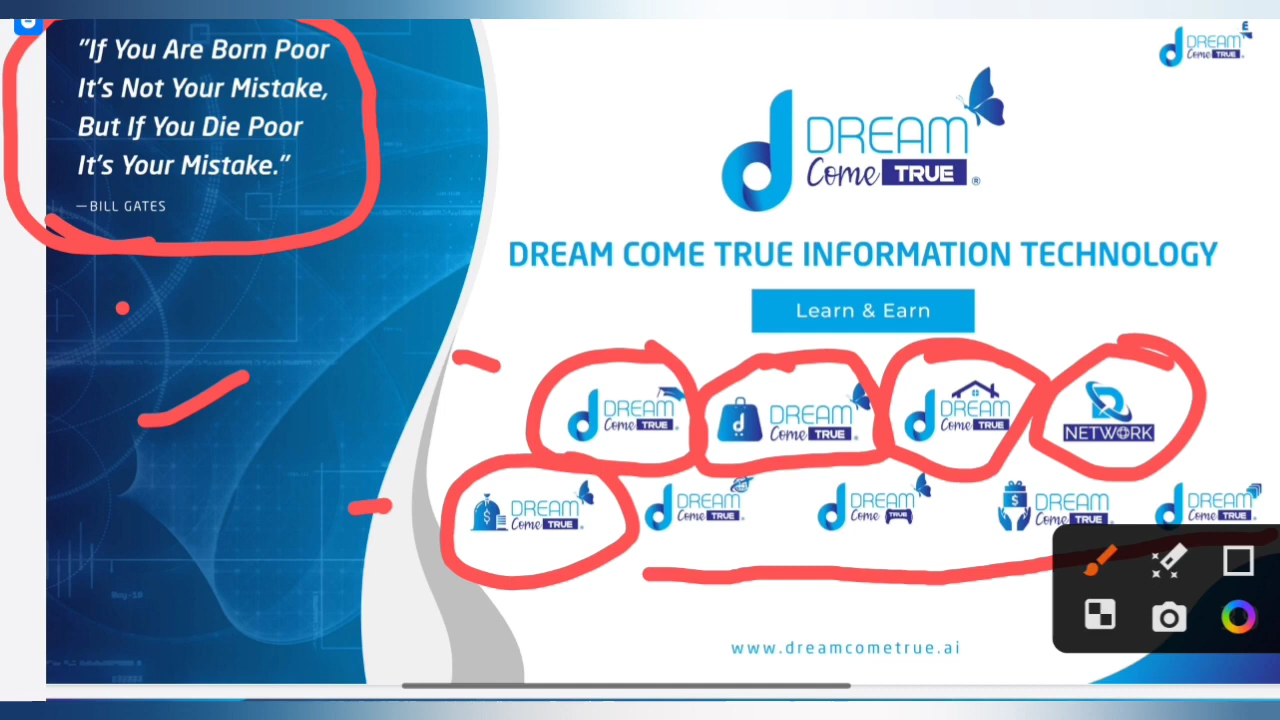 "If You Are Born Poor
It's Not Your Mistake,
But If You Die Poor
It's Your Mistake."
—BILL GATES
DREAM
Come TRUE
DREAM
Come TRUE ®
DREAM COME TRUE INFORMATION TECHNOLOGY
Learn & Earn
DREAM
Come TRUE
DREAM
Come TRUE
DREAM
Come TRUE
NETWORK
$
DREAM
Come TRUE
DREAM
Come TRUE
DREAM
Come TRUE
$
DREAM
Come TRUE
DREAM
Come TRUE
www.dreamcometrue.ai